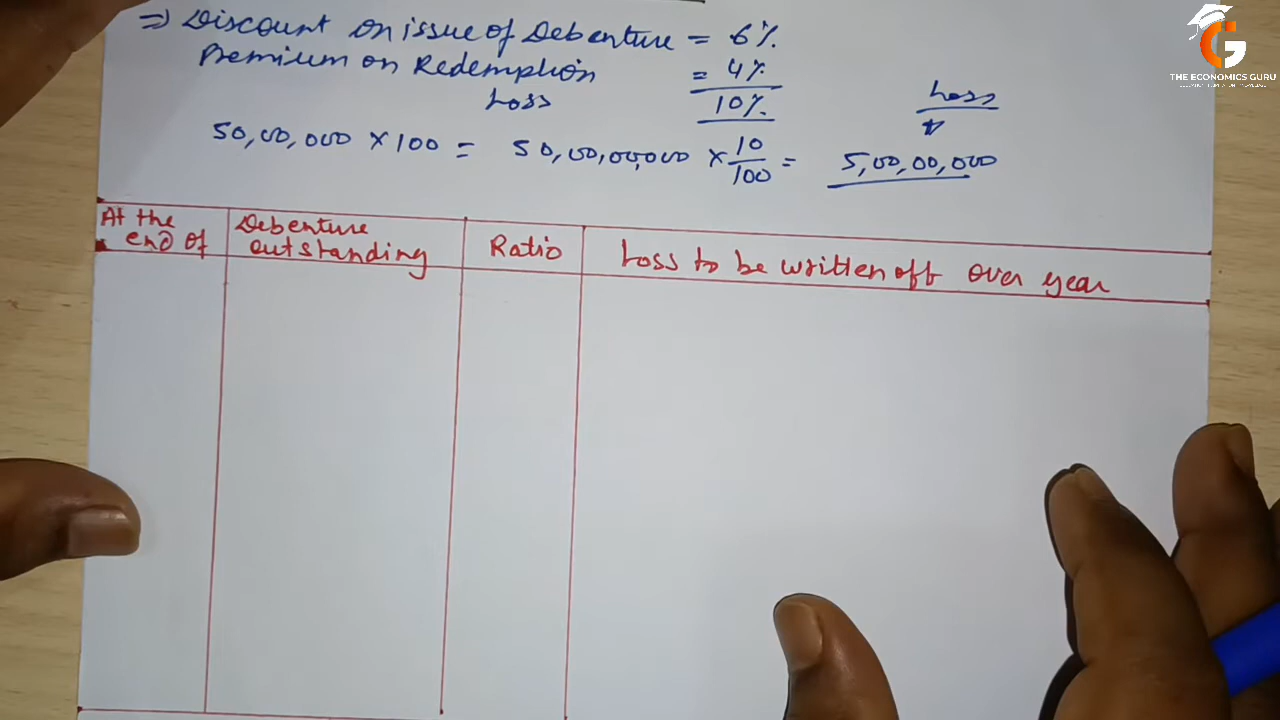 ⇒ Discount on issue of Debenture = 6%
Premium on Redemption = 4%
Loss 10%
Loss
50,00,000 × 100 = 50,00,00,000 × 10/100 = 5,00,00,000
At the end of
Debenture outstanding
Ratio
Loss to be written off over year
THE ECONOMICS GURU